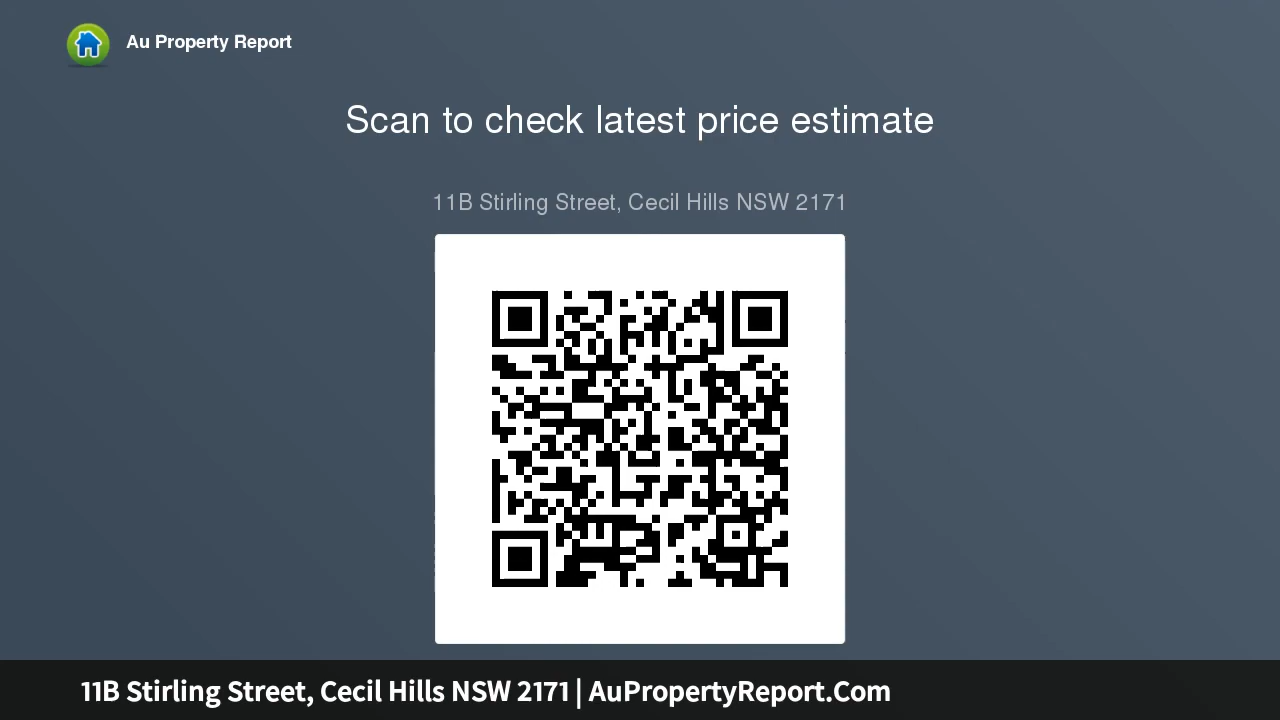 Au Property Report
Scan to check latest price estimate
11B Stirling Street, Cecil Hills NSW 2171
11B Stirling Street, Cecil Hills NSW 2171 | AuPropertyReport.Com